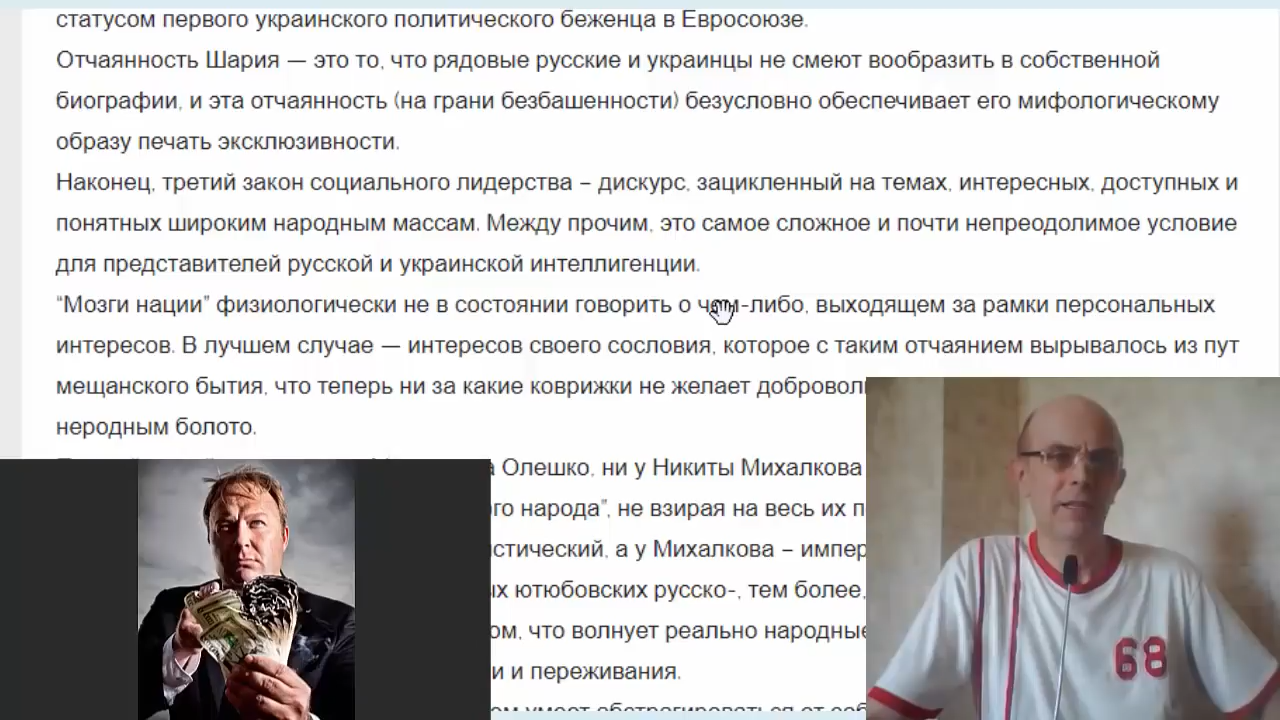 статусом первого украинского политического беженца в Евросоюзе.
Отчаянность Шария — это то, что рядовые русские и украинцы не смеют вообразить в собственной
биографии, и эта отчаянность (на грани безбашенности) безусловно обеспечивает его мифологическому
образу печать эксклюзивности.
Наконец, третий закон социального лидерства – дискурс, зацикленный на темах, интересных, доступных и
понятных широким народным массам. Между прочим, это самое сложное и почти непреодолимое условие
для представителей русской и украинской интеллигенции.
“Мозги нации” физиологически не в состоянии говорить о чем-либо, выходящем за рамки персональных
интересов. В лучшем случае — интересов своего сословия, которое с таким отчаянием вырывалось из пут
мещанского бытия, что теперь ни за какие коврижки не желает
неродным болото.
Олешко, ни у Никиты Михалкова
народа”, не взирая на весь их
а у Михалкова –
ютюбовских русско-, тем более,
что волнует реально
и переживания.
умеет абстрагироваться от
68